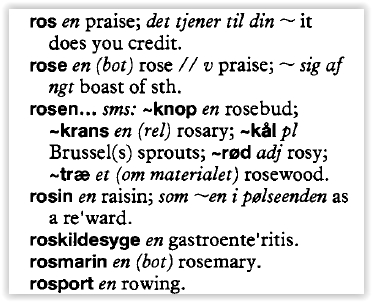 ros en praise; det tjener til din ~ it
does you credit.
rose en (bot) rose // v praise; ~ sig af
ngt boast of sth.
rosen... sms: ~knop en rosebud;
~krans en (rel) rosary; ~kål pl
Brussel(s) sprouts; ~rød adj rosy;
~træ et (om materialet) rosewood.
rosin en raisin; som ~en i pølseenden as
a re'ward.
roskildesyge en gastroente'ritis.
rosmarin en (bot) rosemary.
rosport en rowing.